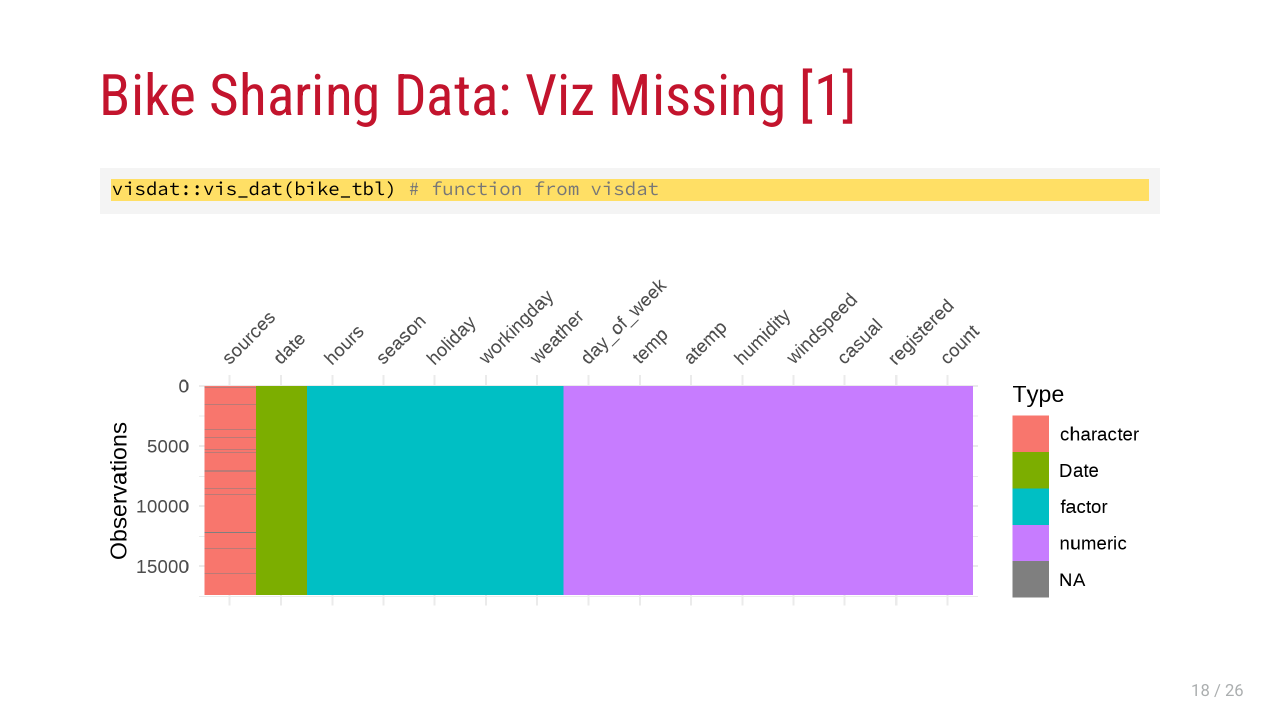 Bike Sharing Data: Viz Missing [1]
visdat::vis_dat(bike_tbl) # function from visdat
sources
date
hours
season
holiday
workingday
weather
day_of_week
temp
atemp
humidity
windspeed
casual
registered
count
0
5000
10000
15000
Observations
Type
character
Date
factor
numeric
NA
18 / 26